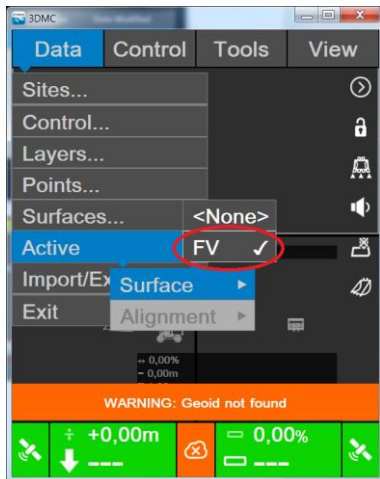 3DMC
Data Control Tools View
Sites...
Control...
Layers...
Points...
Surfaces... <None>
Active FV ✓
Import/Ex Surface
Exit Alignment
0,00%
0,00m
WARNING: Geoid not found
+0,00m 0,00%
--- ---